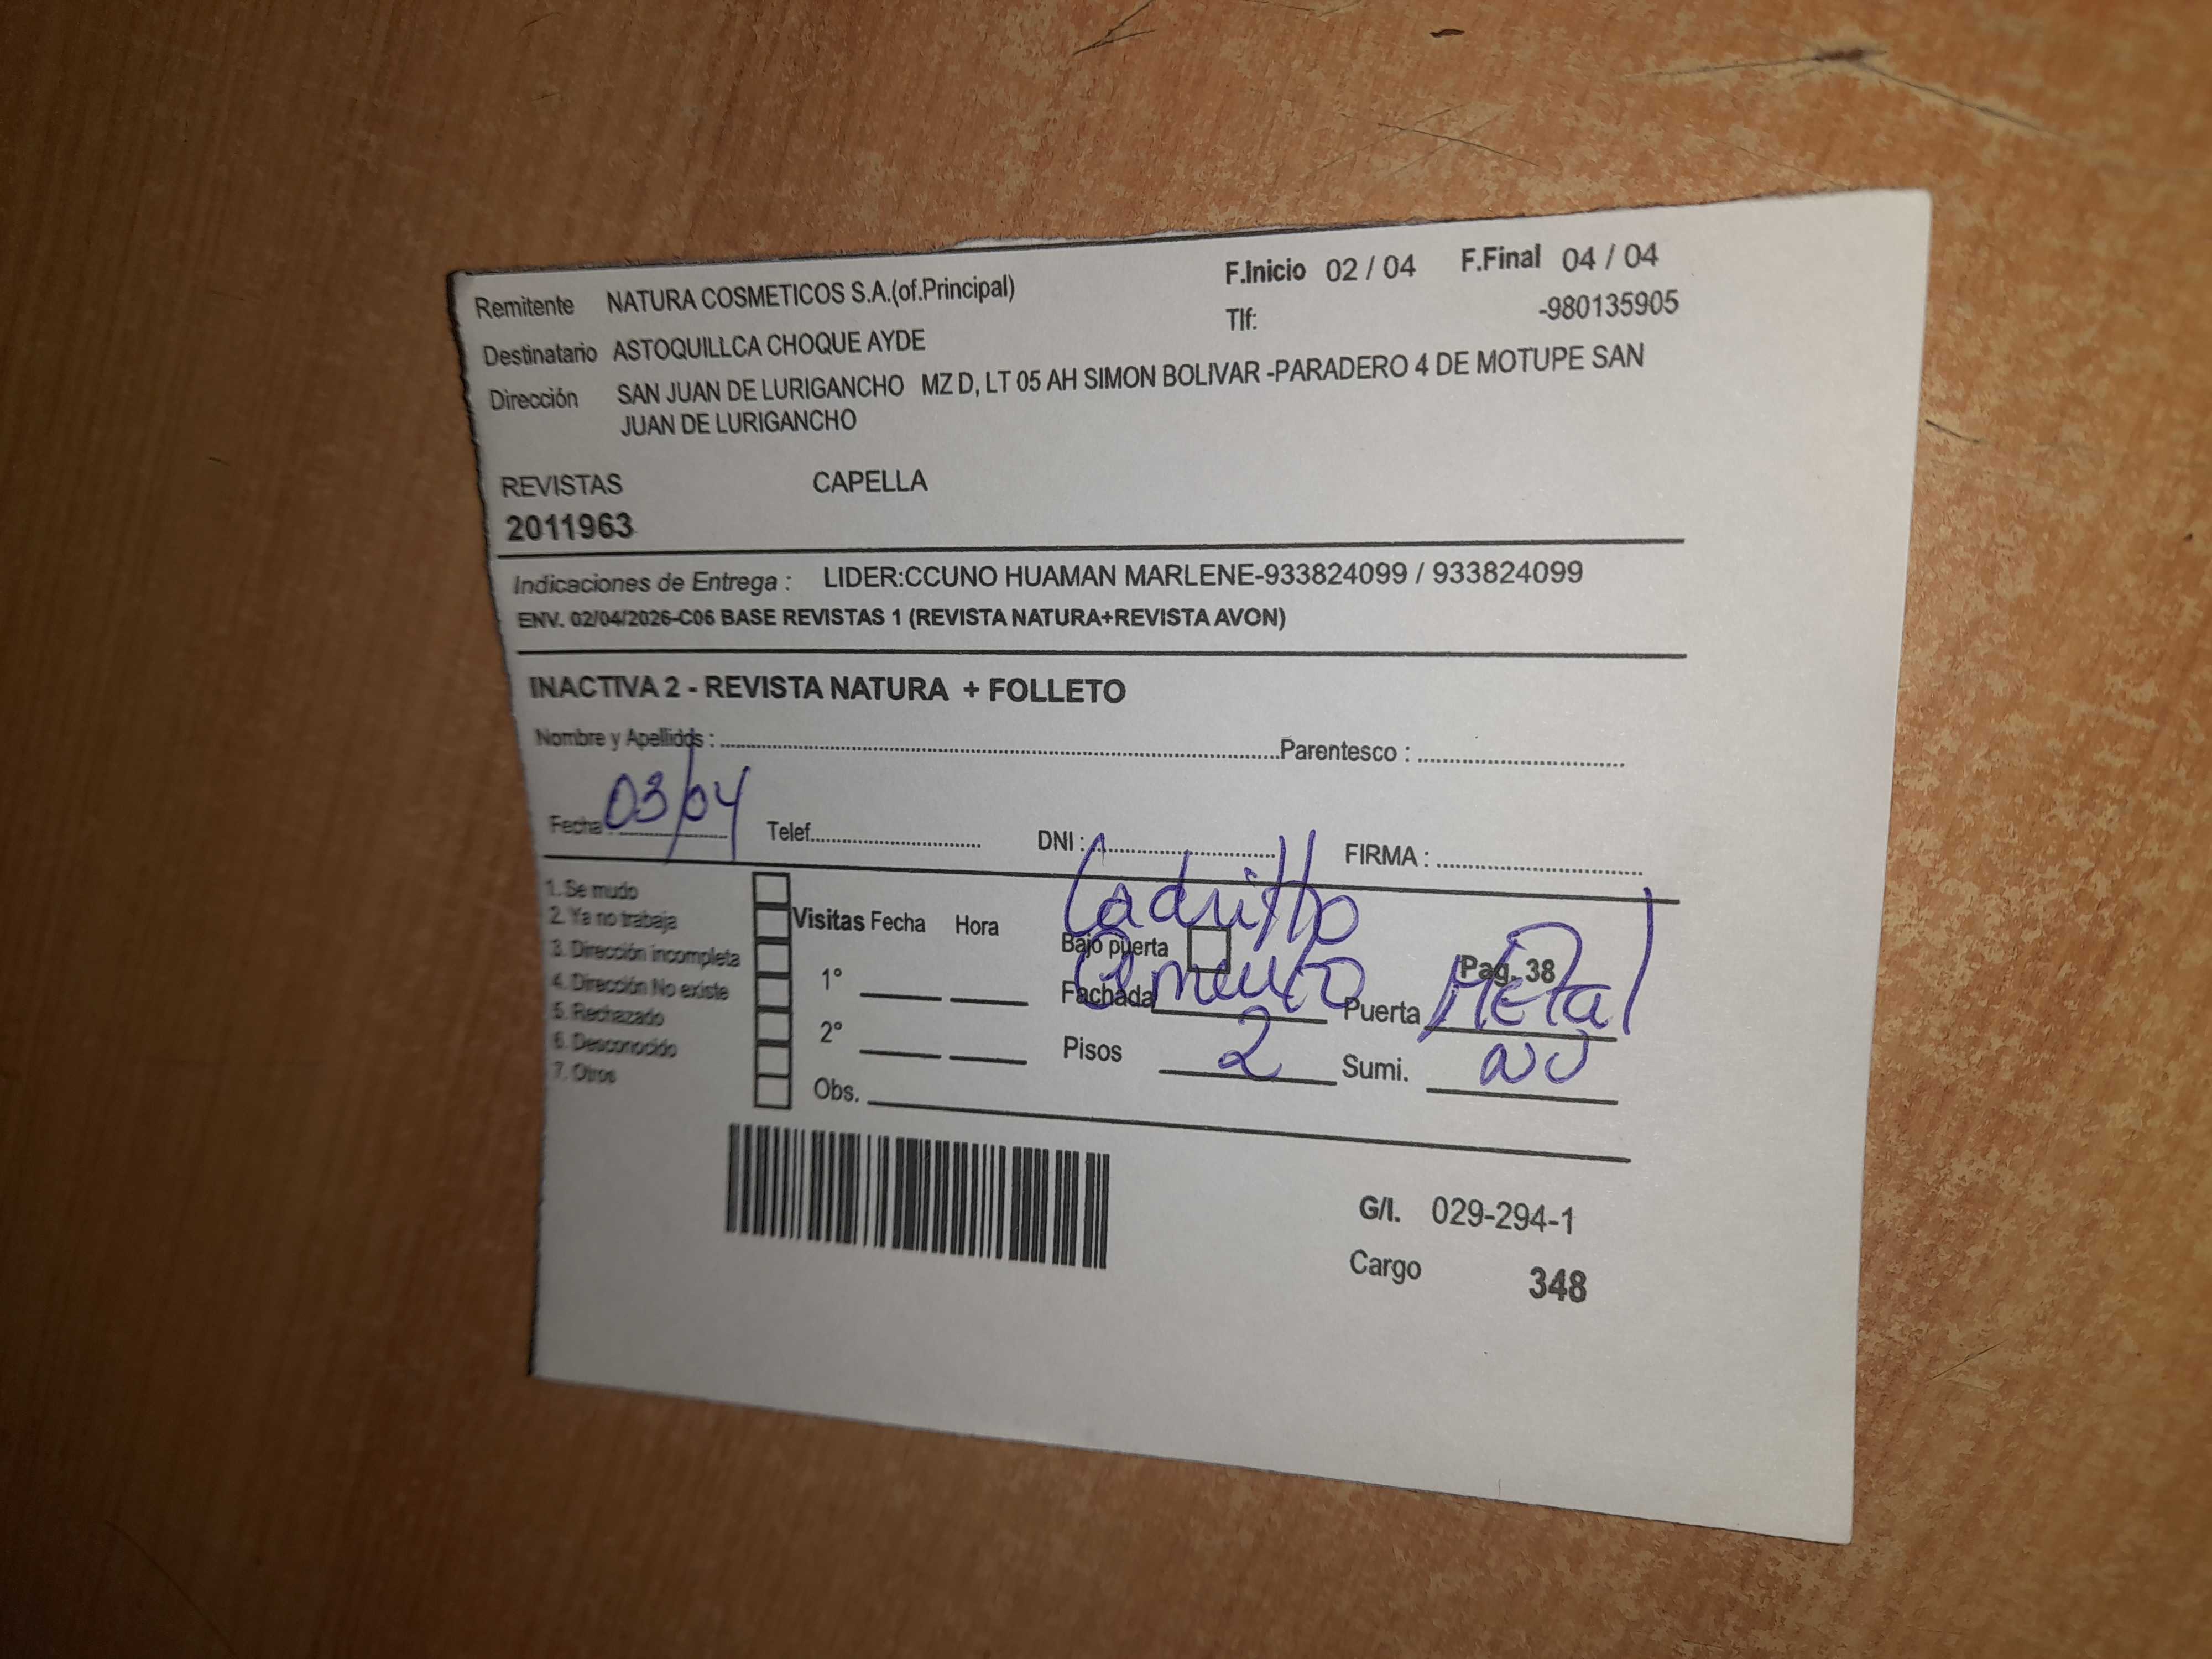 Remitente NATURA COSMETICOS S.A.(of.Principal) F.Inicio 02 / 04 F.Final 04 / 04
Tlf: -980135905
Destinatario ASTOQUILLCA CHOQUE AYDE
Dirección SAN JUAN DE LURIGANCHO MZ D, LT 05 AH SIMON BOLIVAR -PARADERO 4 DE MOTUPE SAN
JUAN DE LURIGANCHO
REVISTAS CAPELLA
2011963
Indicaciones de Entrega : LIDER:CCUNO HUAMAN MARLENE-933824099 / 933824099
ENV. 02/04/2026-C06 BASE REVISTAS 1 (REVISTA NATURA+REVISTA AVON)
INACTIVA 2 - REVISTA NATURA + FOLLETO
Nombre y Apellidos : Parentesco :
Fecha : 03/04 Telef. DNI : FIRMA :
1. Se mudo
2. Ya no trabaja
3. Dirección incompleta
4. Dirección No existe
5. Rechazado
6. Desconocido
7. Otros
Visitas Fecha Hora
1°
2°
Obs.
Ladrillo
Bajo puerta Pag. 38
Fachada Cemento Puerta Metal
Pisos 2 Sumi. NO
G/I. 029-294-1
Cargo 348